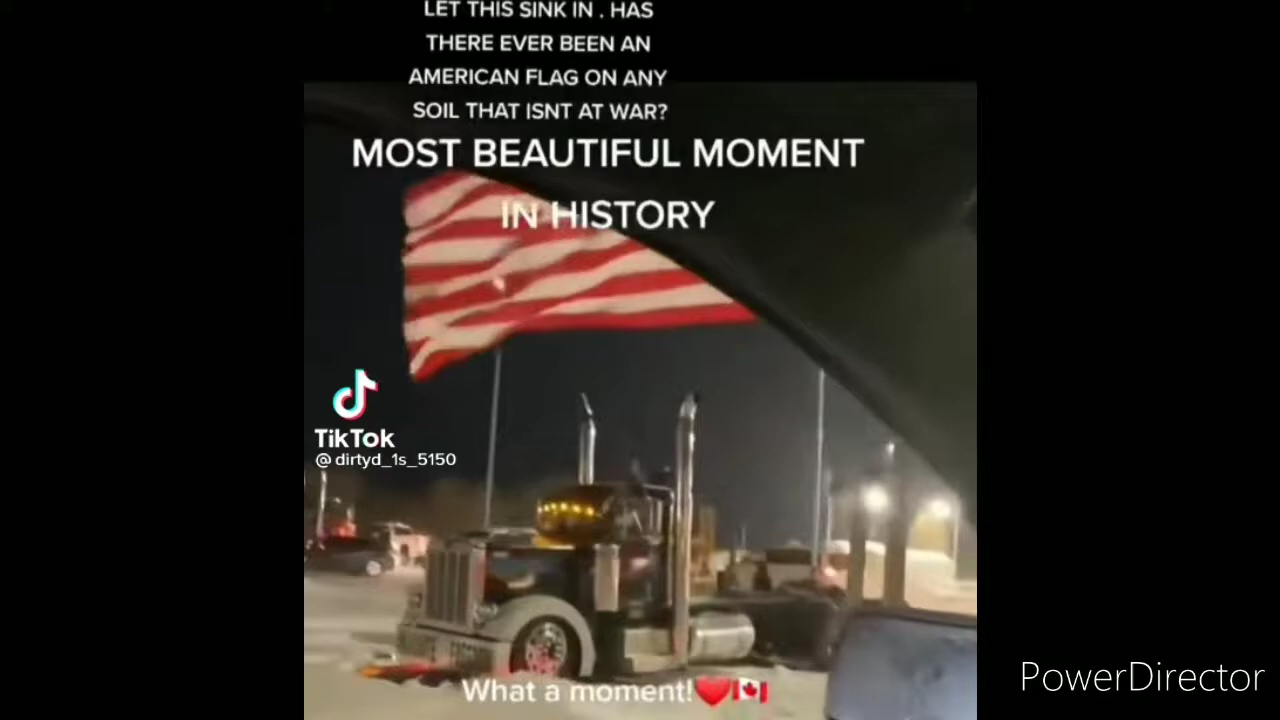 LET THIS SINK IN . HAS
THERE EVER BEEN AN
AMERICAN FLAG ON ANY
SOIL THAT ISNT AT WAR?
MOST BEAUTIFUL MOMENT
IN HISTORY
TikTok
@ dirtyd_1s_5150
What a moment!❤️🇨🇦
PowerDirector